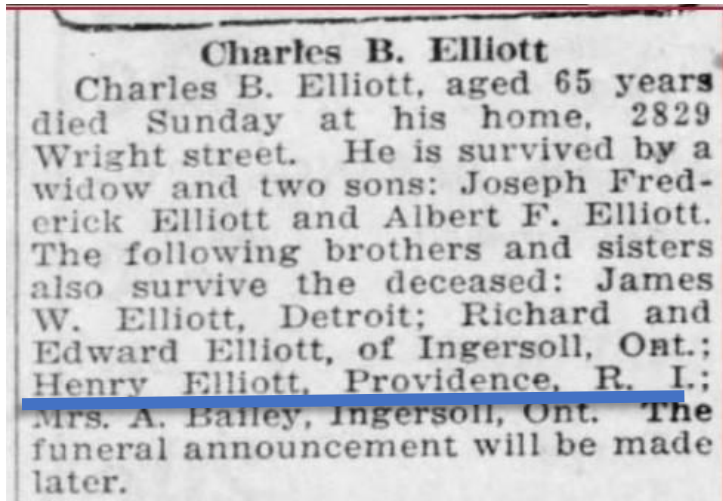 Charles B. Elliott
Charles B. Elliott, aged 65 years
died Sunday at his home, 2829
Wright street. He is survived by a
widow and two sons: Joseph Fred-
erick Elliott and Albert F. Elliott.
The following brothers and sisters
also survive the deceased: James
W. Elliott, Detroit; Richard and
Edward Elliott, of Ingersoll, Ont.;
Henry Elliott, Providence, R. I.;
Mrs. A. Bailey, Ingersoll, Ont. The
funeral announcement will be made
later.